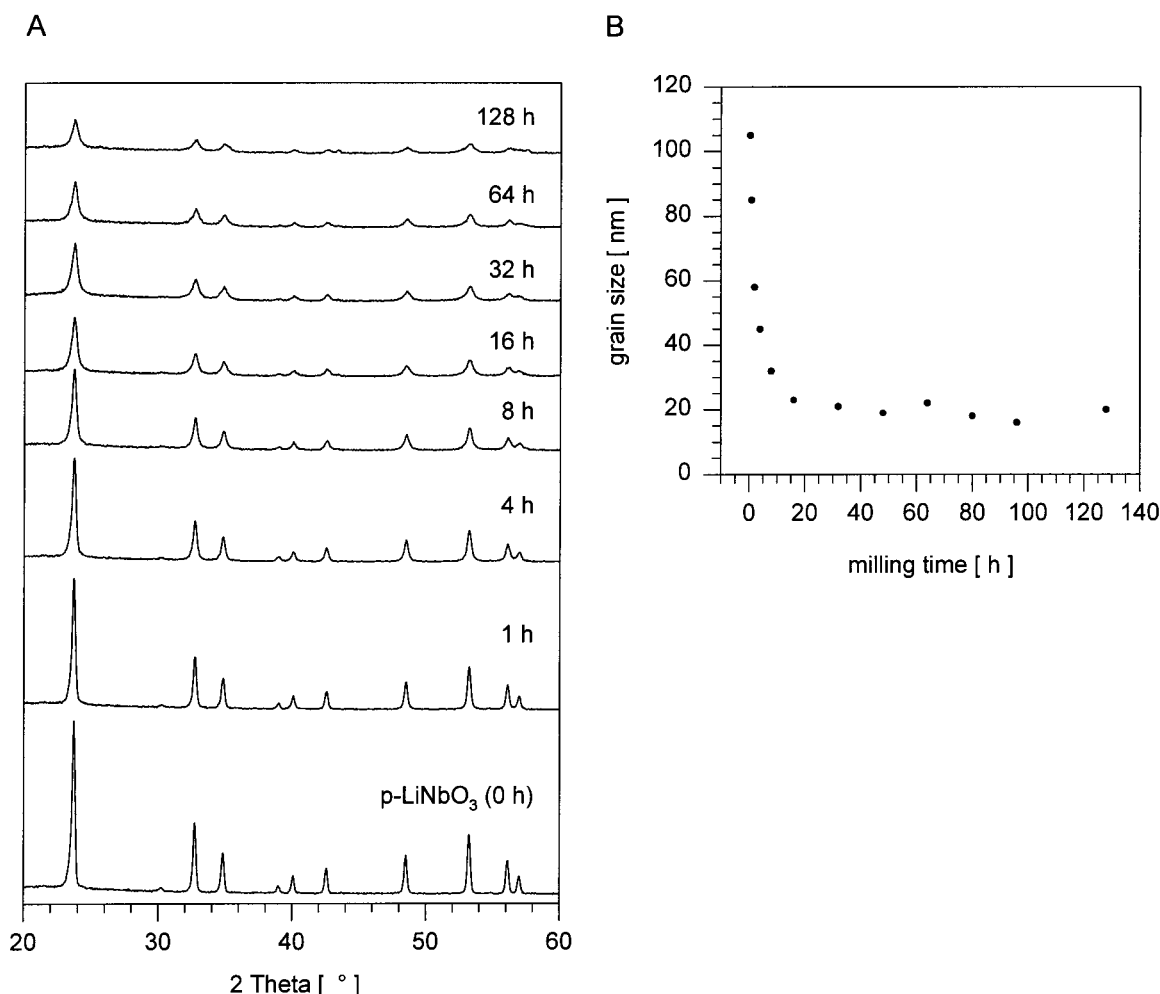 A
128 h
64 h
32 h
16 h
8 h
4 h
1 h
p-LiNbO₃ (0 h)
20 30 40 50 60
2 Theta [ ° ]
B
120
100
80
60
40
20
0
grain size [ nm ]
0 20 40 60 80 100 120 140
milling time [ h ]